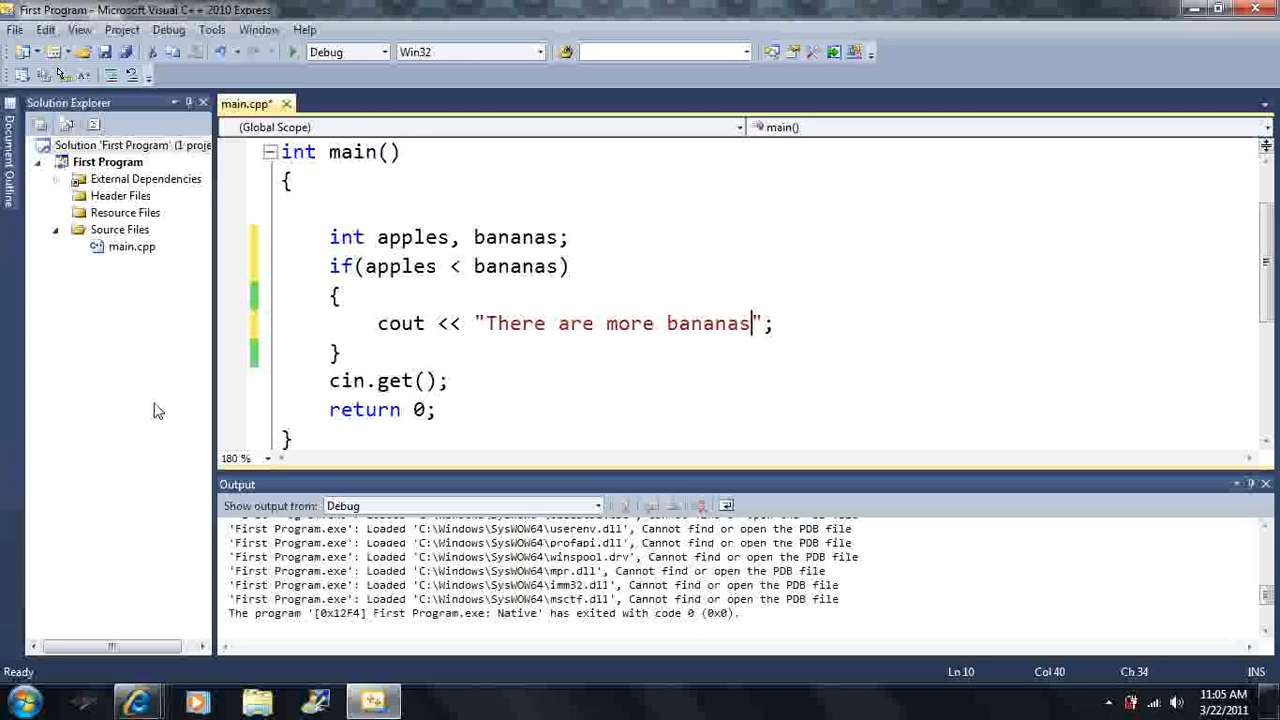 First Program - Microsoft Visual C++ 2010 Express
File Edit View Project Debug Tools Window Help
Debug Win32
Solution Explorer
main.cpp*
(Global Scope) main()
Document Outline
Solution 'First Program' (1 proje
First Program
External Dependencies
Header Files
Resource Files
Source Files
main.cpp
int main()
{
int apples, bananas;
if(apples < bananas)
{
cout << "There are more bananas";
}
cin.get();
return 0;
}
180 %
Output
Show output from: Debug
'First Program.exe': Loaded 'C:\Windows\SysWOW64\userenv.dll', Cannot find or open the PDB file
'First Program.exe': Loaded 'C:\Windows\SysWOW64\profapi.dll', Cannot find or open the PDB file
'First Program.exe': Loaded 'C:\Windows\SysWOW64\winspool.drv', Cannot find or open the PDB file
'First Program.exe': Loaded 'C:\Windows\SysWOW64\mpr.dll', Cannot find or open the PDB file
'First Program.exe': Loaded 'C:\Windows\SysWOW64\imm32.dll', Cannot find or open the PDB file
'First Program.exe': Loaded 'C:\Windows\SysWOW64\msctf.dll', Cannot find or open the PDB file
The program '[0x12F4] First Program.exe: Native' has exited with code 0 (0x0).
Ready Ln 10 Col 40 Ch 34 INS
11:05 AM
3/22/2011